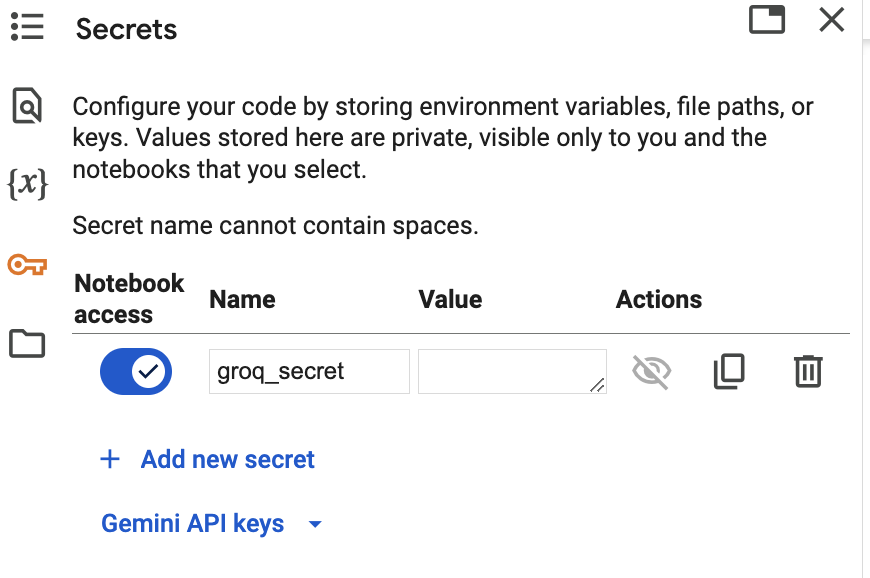 Secrets
Configure your code by storing environment variables, file paths, or
keys. Values stored here are private, visible only to you and the
notebooks that you select.
{x}
Secret name cannot contain spaces.
Notebook access Name Value Actions
groq_secret
+ Add new secret
Gemini API keys